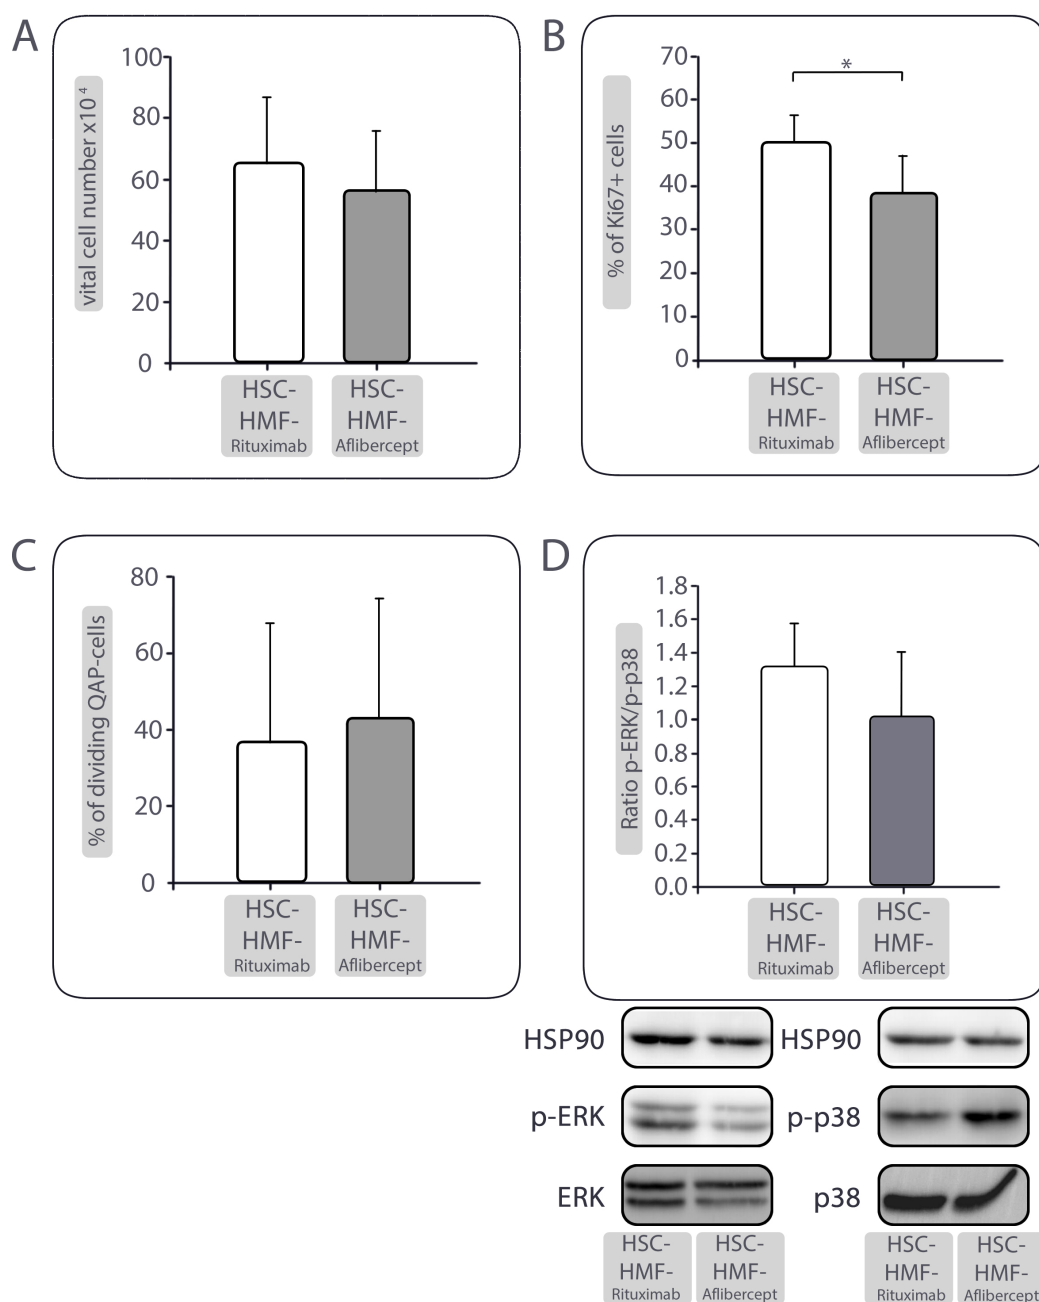 A
vital cell number x10 4
100
80
60
40
20
0
HSC-
HMF-
Rituximab
HSC-
HMF-
Aflibercept
B
% of Ki67+ cells
70
60
50
40
30
20
10
0
*
HSC-
HMF-
Rituximab
HSC-
HMF-
Aflibercept
C
% of dividing QAP-cells
80
60
40
20
0
HSC-
HMF-
Rituximab
HSC-
HMF-
Aflibercept
D
Ratio p-ERK/p-p38
1.8
1.6
1.4
1.2
1.0
0.8
0.6
0.4
0.2
0.0
HSC-
HMF-
Rituximab
HSC-
HMF-
Aflibercept
HSP90
p-ERK
ERK
HSC-
HMF-
Rituximab
HSC-
HMF-
Aflibercept
HSP90
p-p38
p38
HSC-
HMF-
Rituximab
HSC-
HMF-
Aflibercept